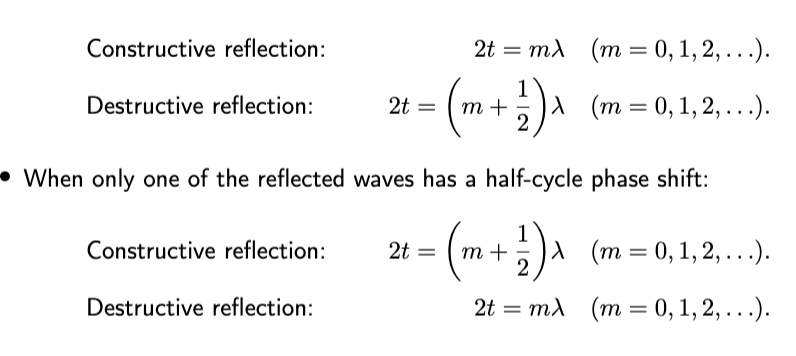 Constructive reflection: 2t = mλ (m = 0, 1, 2, . . .).
Destructive reflection: 2t = (m + 1/2) λ (m = 0, 1, 2, . . .).
• When only one of the reflected waves has a half-cycle phase shift:
Constructive reflection: 2t = (m + 1/2) λ (m = 0, 1, 2, . . .).
Destructive reflection: 2t = mλ (m = 0, 1, 2, . . .).